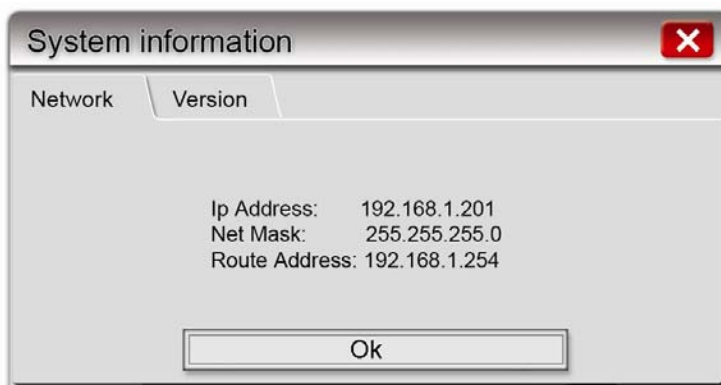 System information
Network Version
Ip Address: 192.168.1.201
Net Mask: 255.255.255.0
Route Address: 192.168.1.254
Ok